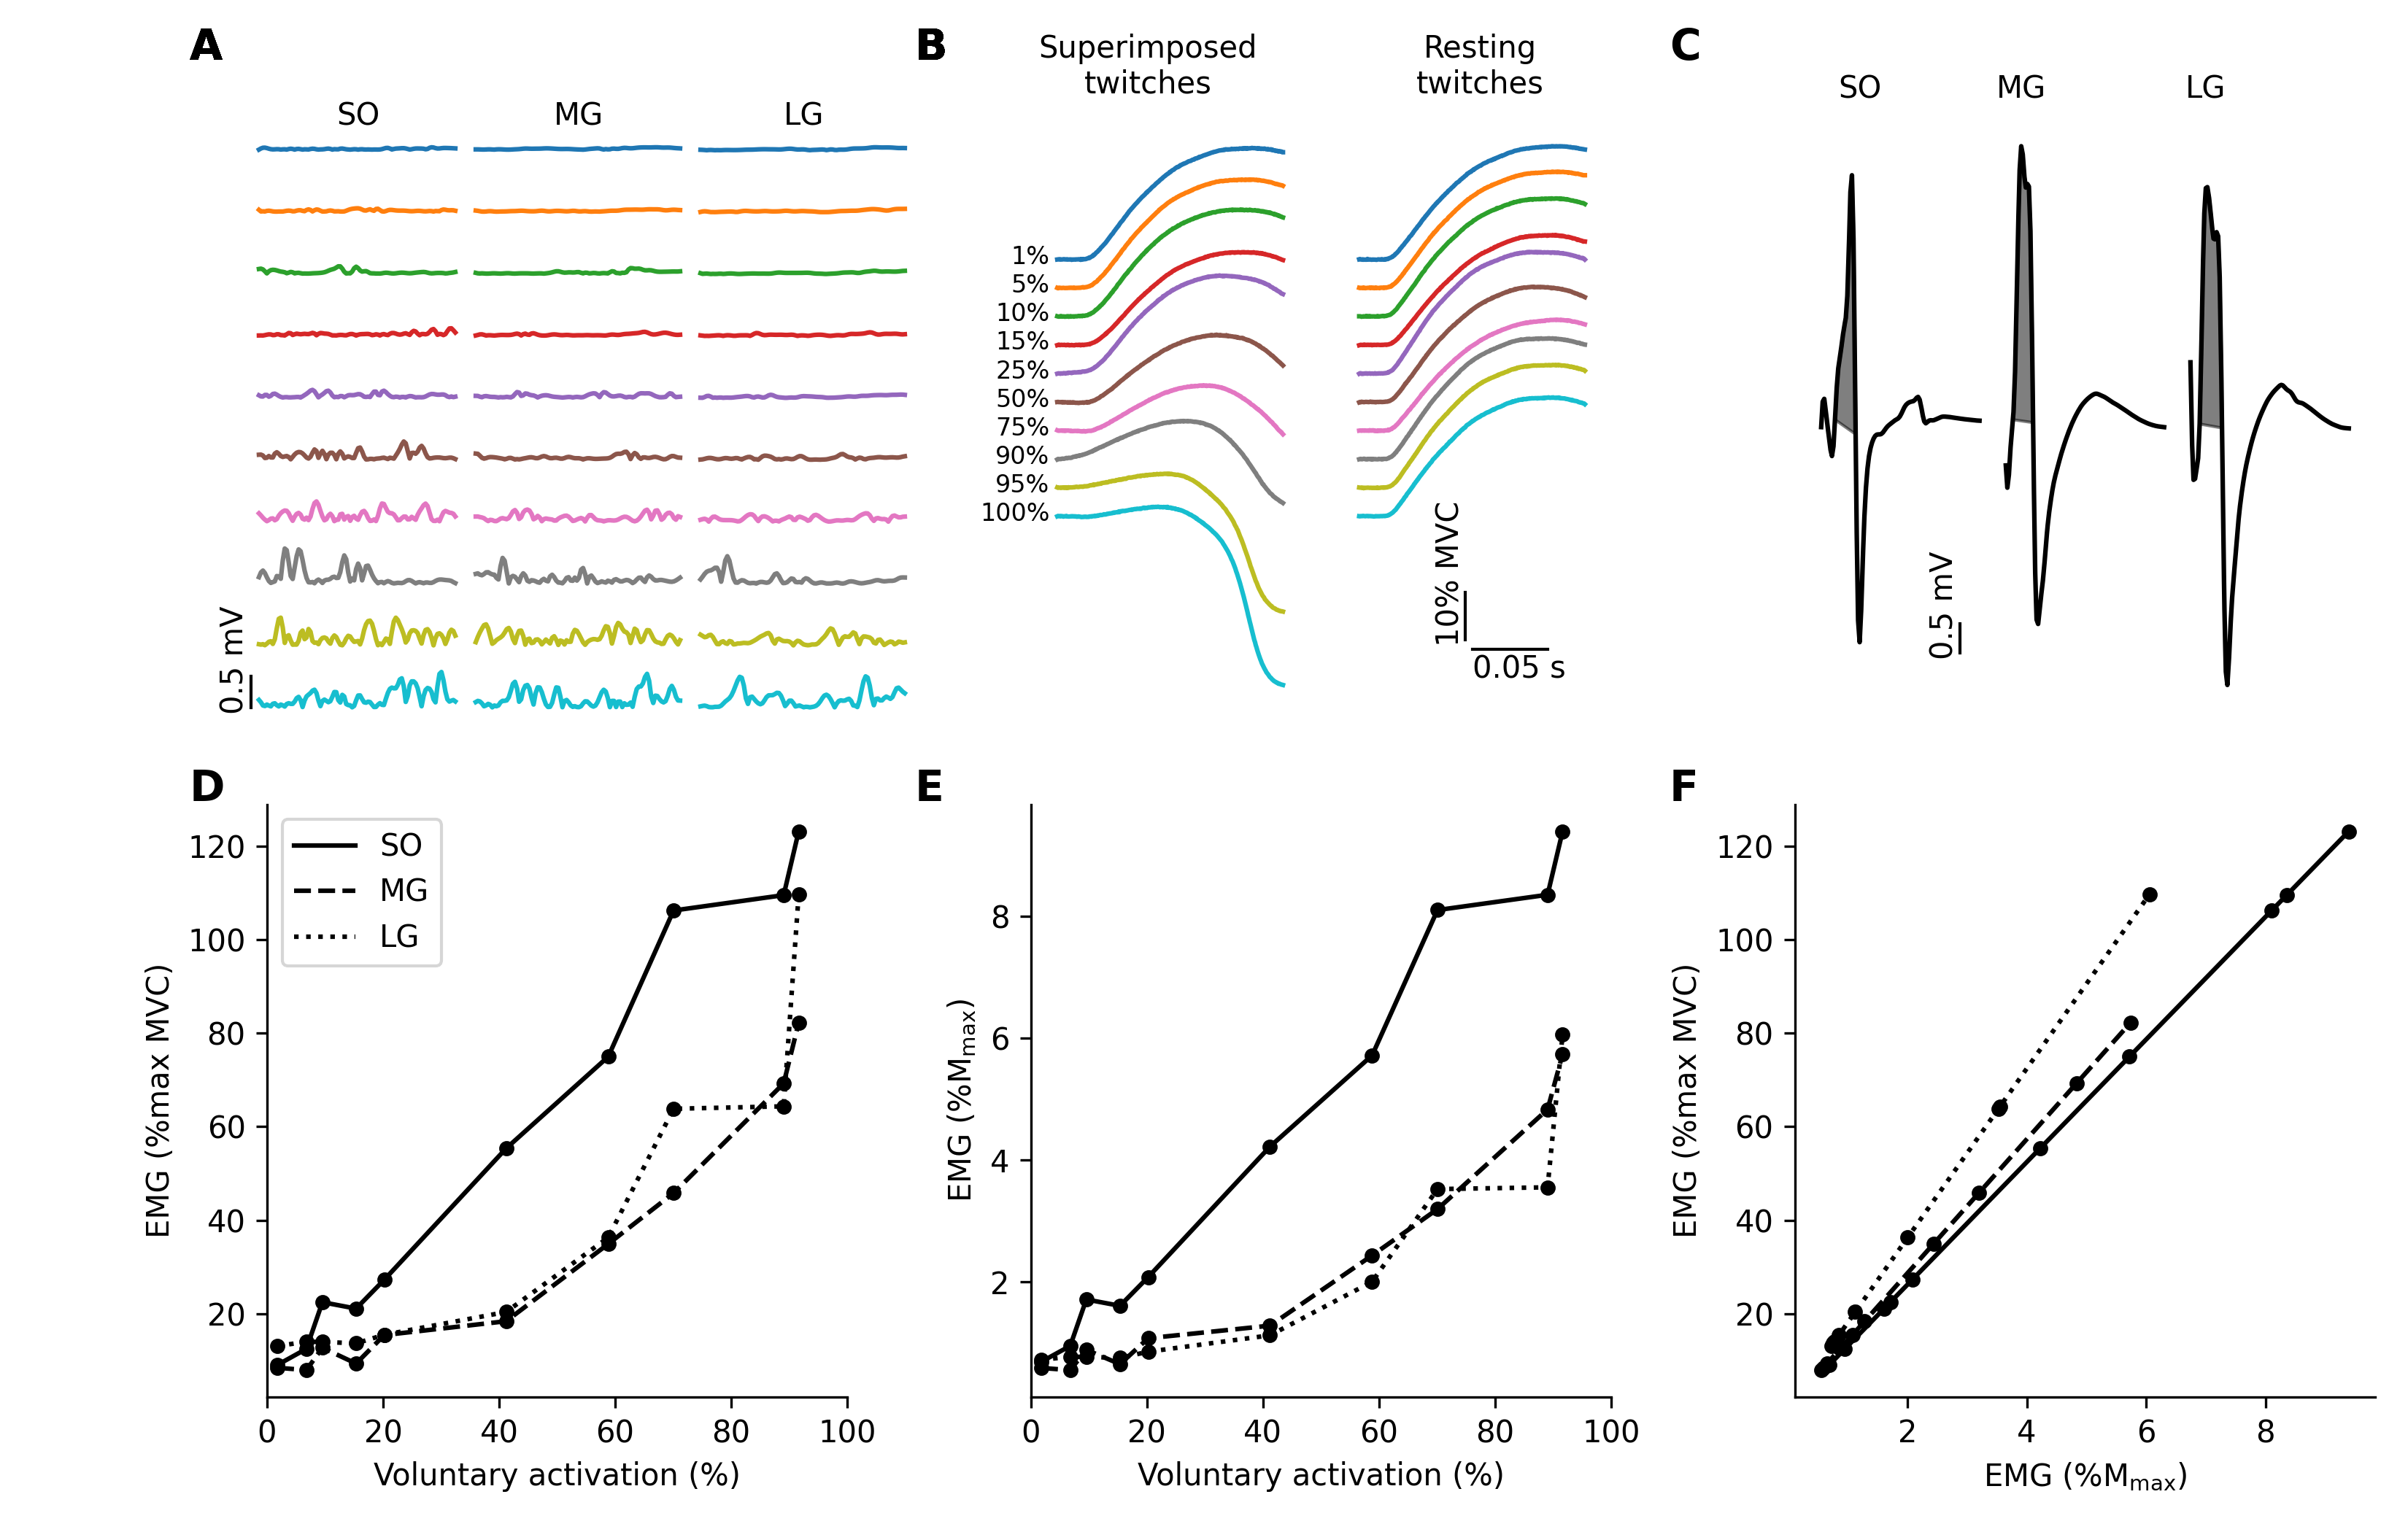 A
SO
MG
LG
0.5 mV
B
Superimposed
twitches
Resting
twitches
1%
5%
10%
15%
25%
50%
75%
90%
95%
100%
10% MVC
0.05 s
C
SO
MG
LG
0.5 mV
D
SO
MG
LG
EMG (%max MVC)
120
100
80
60
40
20
0 20 40 60 80 100
Voluntary activation (%)
E
EMG (%Mmax)
8
6
4
2
0 20 40 60 80 100
Voluntary activation (%)
F
EMG (%max MVC)
120
100
80
60
40
20
2 4 6 8
EMG (%Mmax)